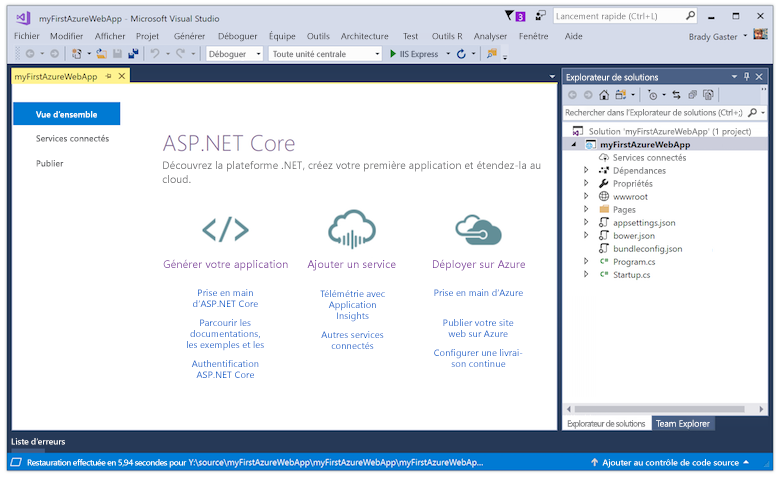 myFirstAzureWebApp - Microsoft Visual Studio
3
Lancement rapide (Ctrl+L)
Fichier Modifier Afficher Projet Générer Déboguer Équipe Outils Architecture Test Outils R Analyser Fenêtre Aide
Brady Gaster
Déboguer Toute unité centrale IIS Express
myFirstAzureWebApp
Vue d'ensemble
Services connectés
Publier
ASP.NET Core
Découvrez la plateforme .NET, créez votre première application et étendez-la au
cloud.
Générer votre application
Prise en main
d'ASP.NET Core
Parcourir les
documentations,
les exemples et les
Authentification
ASP.NET Core
Ajouter un service
Télémétrie avec
Application
Insights
Autres services
connectés
Déployer sur Azure
Prise en main d'Azure
Publier votre site
web sur Azure
Configurer une livrai-
son continue
Explorateur de solutions
Rechercher dans l'Explorateur de solutions (Ctrl+;)
Solution 'myFirstAzureWebApp' (1 project)
myFirstAzureWebApp
Services connectés
Dépendances
Propriétés
wwwroot
Pages
appsettings.json
bower.json
bundleconfig.json
C# Program.cs
C# Startup.cs
Explorateur de solutions Team Explorer
Liste d'erreurs
Restauration effectuée en 5,94 secondes pour Y:\source\myFirstAzureWebApp\myFirstAzureWebApp\myFirstAzureWebAp...
Ajouter au contrôle de code source